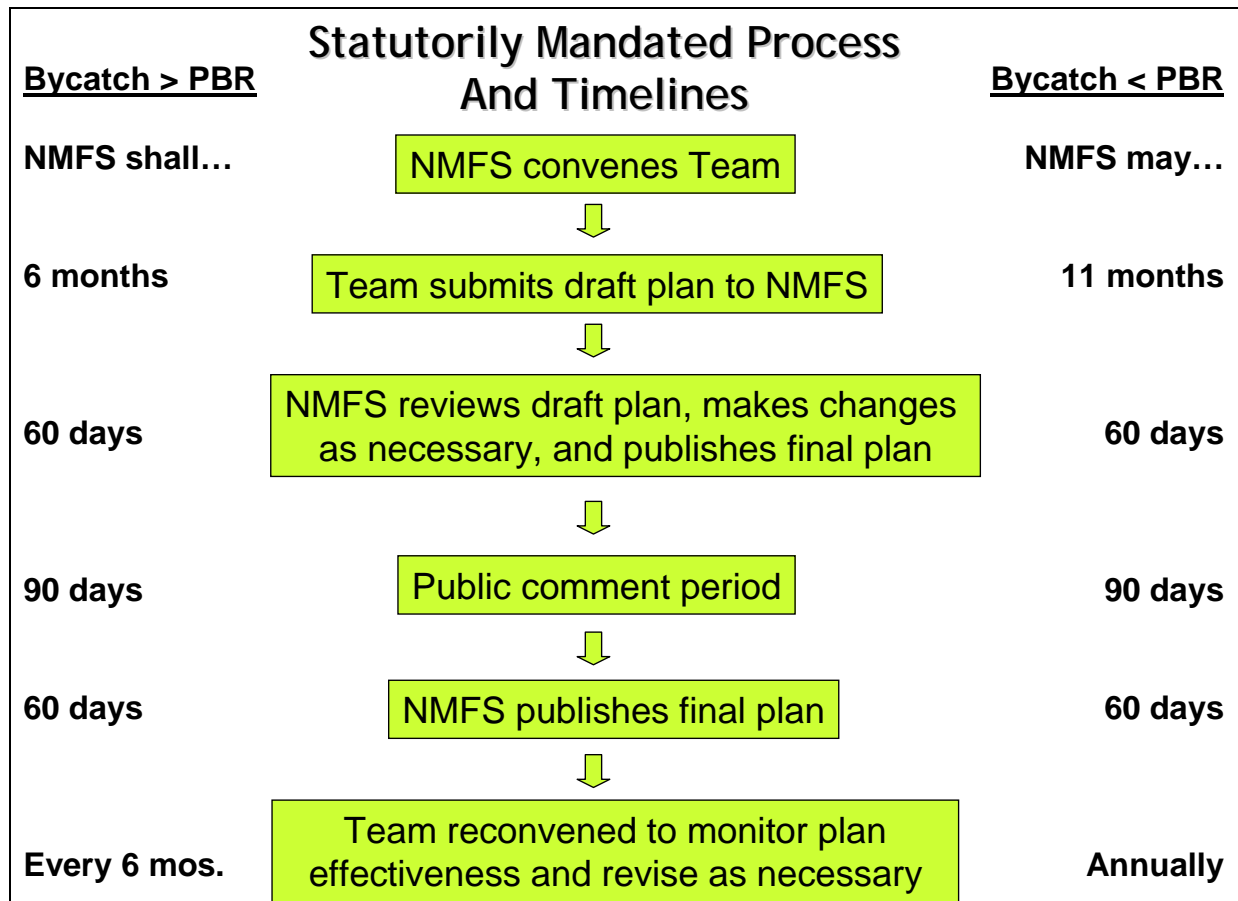 Statutorily Mandated Process
And Timelines
Bycatch > PBR
Bycatch < PBR
NMFS shall…
NMFS convenes Team
NMFS may…
6 months
Team submits draft plan to NMFS
11 months
60 days
NMFS reviews draft plan, makes changes
as necessary, and publishes final plan
60 days
90 days
Public comment period
90 days
60 days
NMFS publishes final plan
60 days
Every 6 mos.
Team reconvened to monitor plan
effectiveness and revise as necessary
Annually